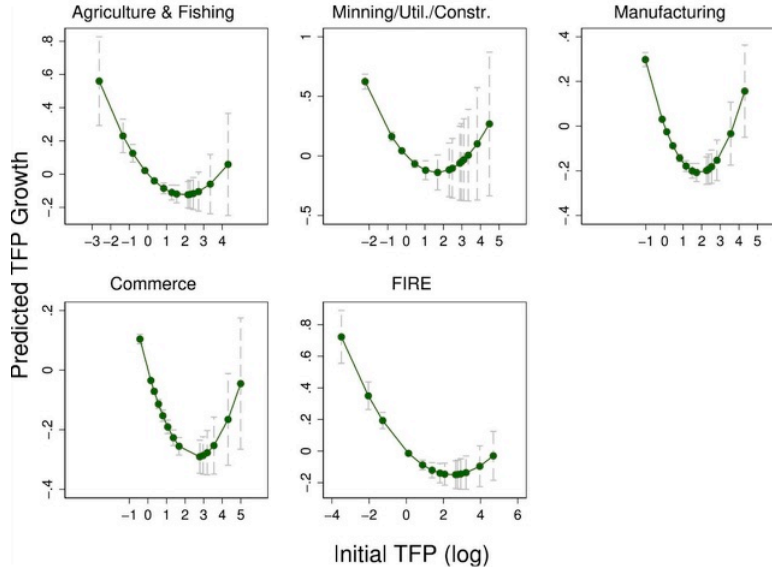 Agriculture & Fishing
Minning/Util./Constr.
Manufacturing
.8
.6
.4
.2
0
-.2
-3 -2 -1 0 1 2 3 4
1
.5
0
-.5
-2 -1 0 1 2 3 4 5
.4
.2
0
-.2
-.4
-1 0 1 2 3 4 5
Predicted TFP Growth
Commerce
FIRE
.2
0
-.2
-.4
-1 0 1 2 3 4 5
.8
.6
.4
.2
0
-.2
-4 -2 0 2 4 6
Initial TFP (log)